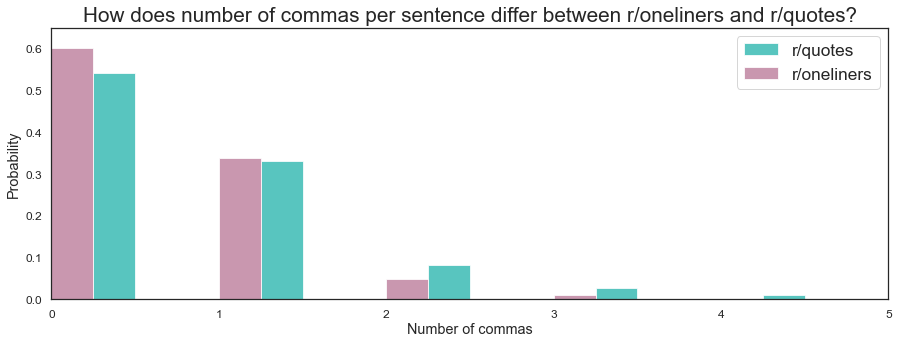 How does number of commas per sentence differ between r/oneliners and r/quotes?
r/quotes
r/oneliners
Probability
0.6
0.5
0.4
0.3
0.2
0.1
0.0
0 1 2 3 4 5
Number of commas